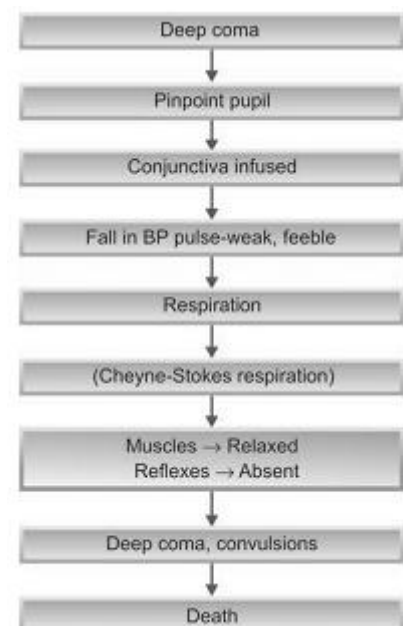 Deep coma
Pinpoint pupil
Conjunctiva infused
Fall in BP pulse-weak, feeble
Respiration
(Cheyne-Stokes respiration)
Muscles → Relaxed
Reflexes → Absent
Deep coma, convulsions
Death